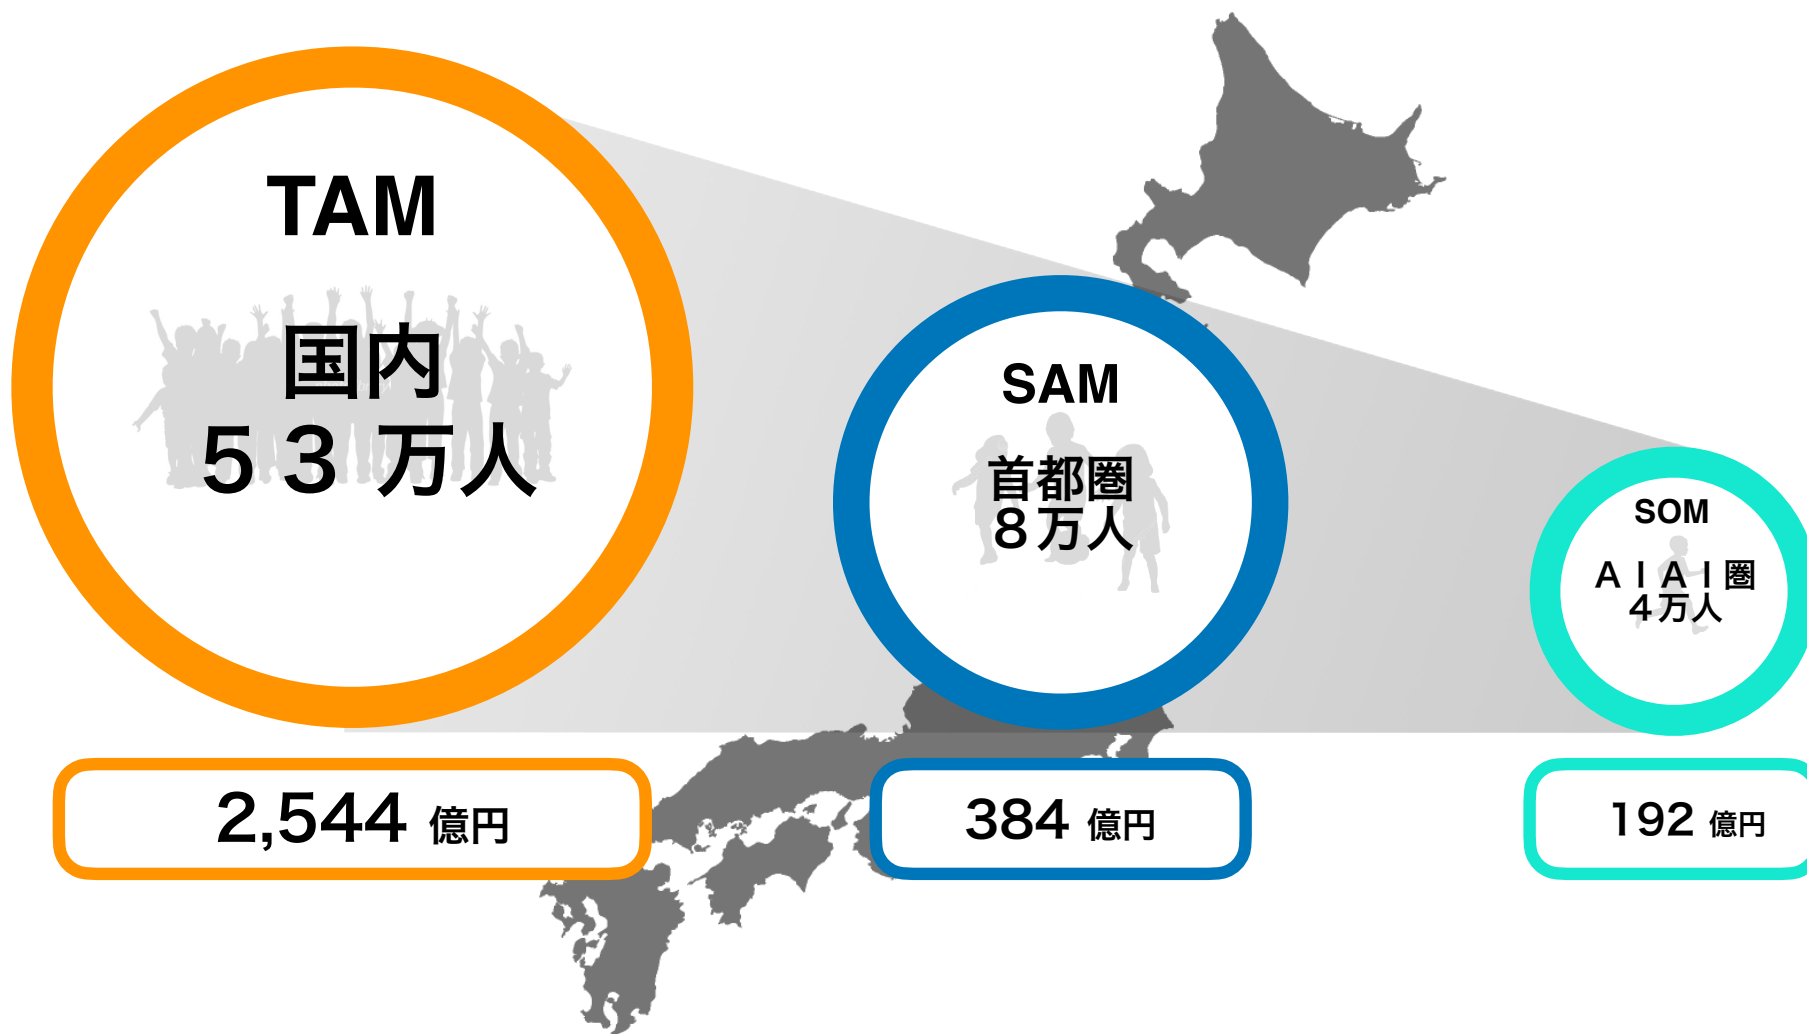 TAM
国内
５３万人
SAM
首都圏
８万人
SOM
ＡＩＡＩ圏
４万人
2,544 億円
384 億円
192 億円